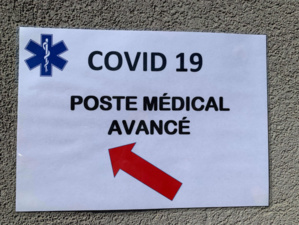 COVID 19
POSTE MÉDICAL
AVANCÉ